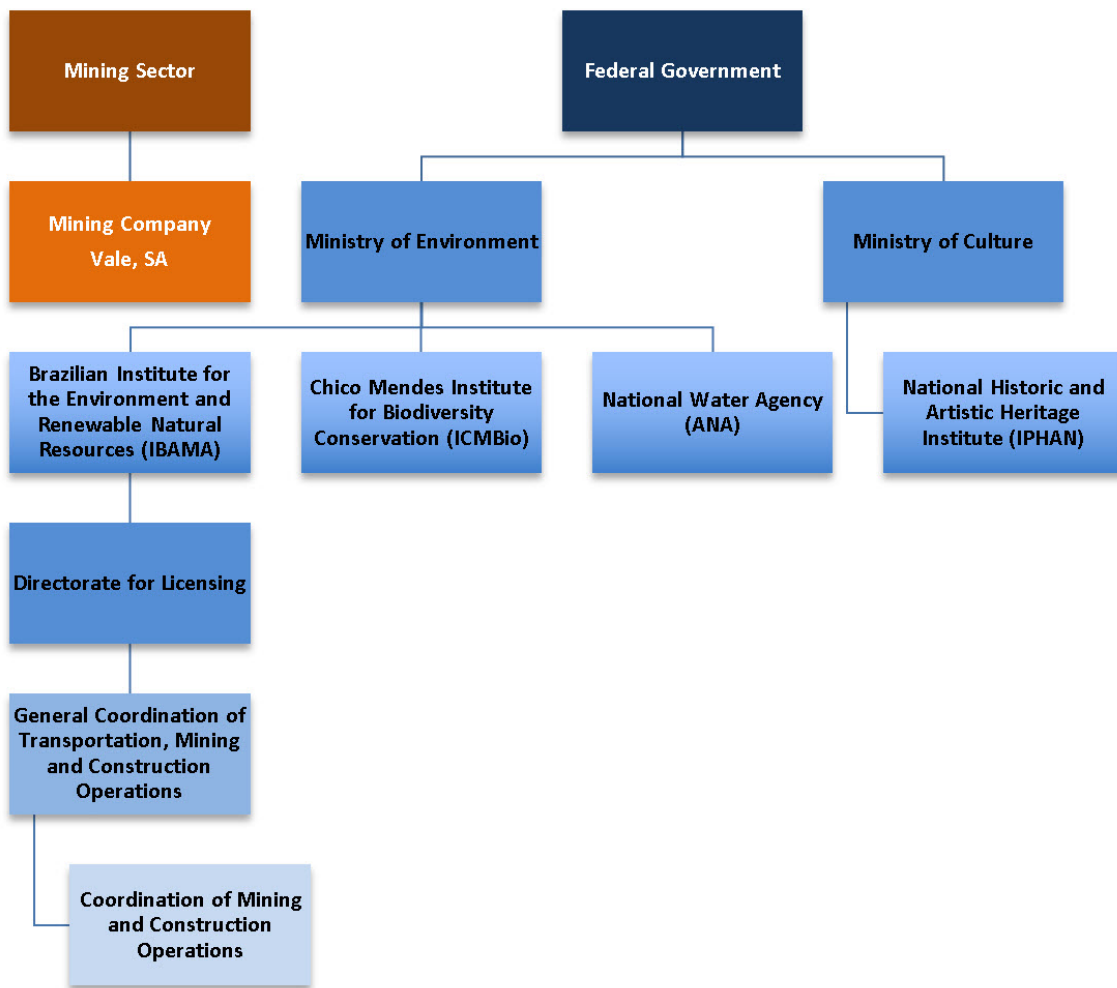 Mining Sector
Federal Government
Mining Company
Vale, SA
Ministry of Environment
Ministry of Culture
Brazilian Institute for
the Environment and
Renewable Natural
Resources (IBAMA)
Chico Mendes Institute
for Biodiversity
Conservation (ICMBio)
National Water Agency
(ANA)
National Historic and
Artistic Heritage
Institute (IPHAN)
Directorate for Licensing
General Coordination of
Transportation, Mining
and Construction
Operations
Coordination of Mining
and Construction
Operations